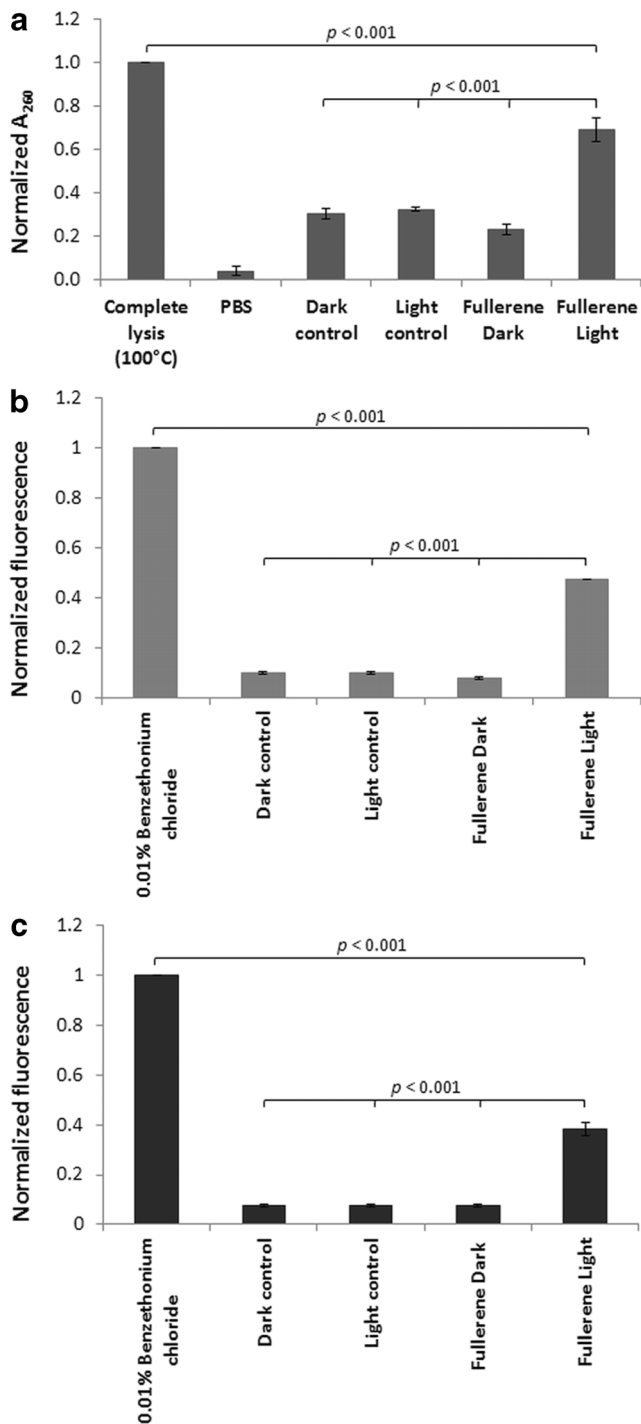 a
Normalized A260
1.2
1.0
0.8
0.6
0.4
0.2
0.0
p < 0.001
p < 0.001
Complete lysis (100°C)
PBS
Dark control
Light control
Fullerene Dark
Fullerene Light
b
Normalized fluorescence
1.2
1
0.8
0.6
0.4
0.2
0
p < 0.001
p < 0.001
0.01% Benzethonium chloride
Dark control
Light control
Fullerene Dark
Fullerene Light
c
Normalized fluorescence
1.2
1
0.8
0.6
0.4
0.2
0
p < 0.001
p < 0.001
0.01% Benzethonium chloride
Dark control
Light control
Fullerene Dark
Fullerene Light